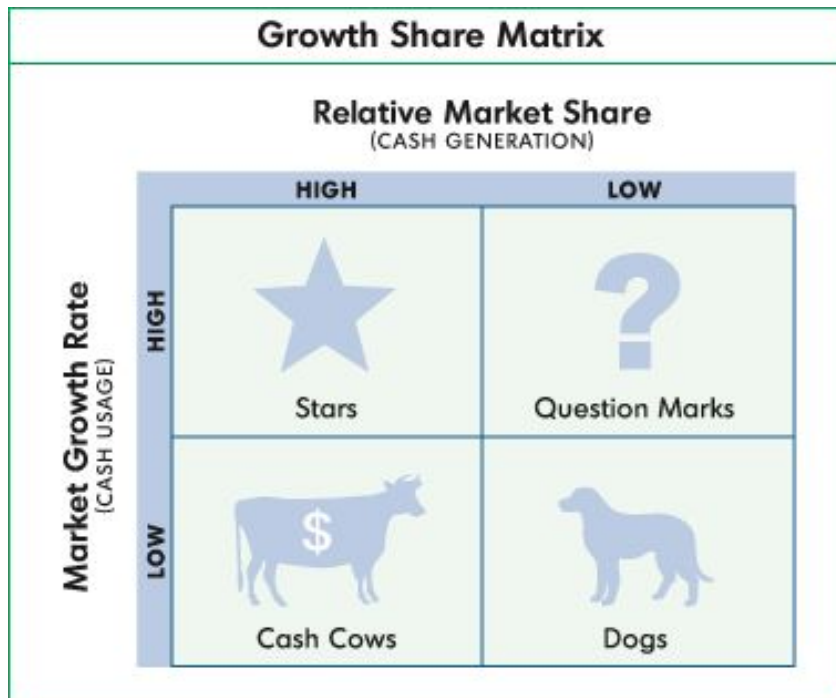 Growth Share Matrix
Relative Market Share
(CASH GENERATION)
HIGH
LOW
Market Growth Rate
(CASH USAGE)
HIGH
Stars
?
Question Marks
LOW
$
Cash Cows
Dogs